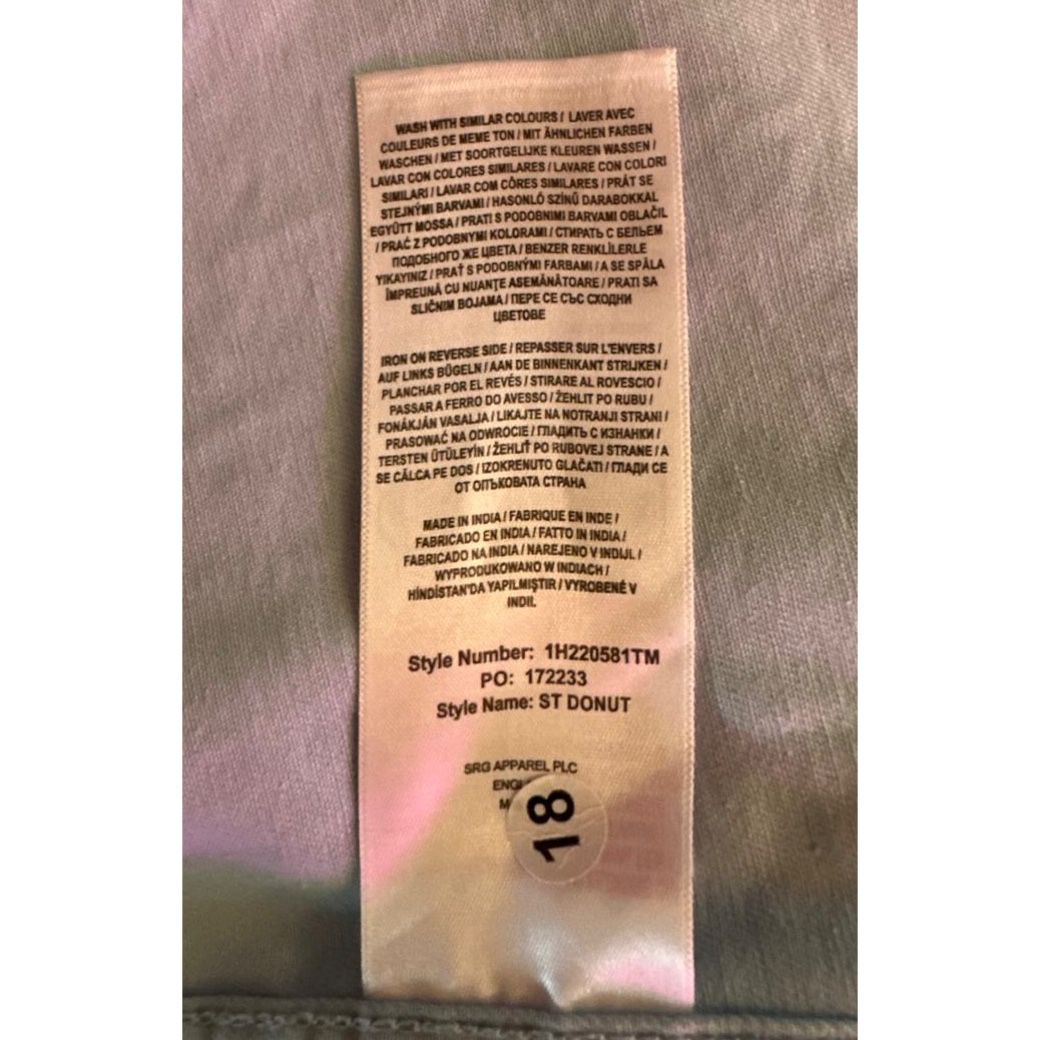 WASH WITH SIMILAR COLOURS / LAVER AVEC
COULEURS DE MEME TON / MIT ÄHNLICHEN FARBEN
WASCHEN / MET SOORTGELIJKE KLEUREN WASSEN /
LAVAR CON COLORES SIMILARES / LAVARE CON COLORI
SIMILARI / LAVAR COM CÔRES SIMILARES / PRÁT SE
STEJNÝMI BARVAMI / HASONLÓ SZÍNŰ DARABOKKAL
EGYÜTT MOSSA / PRATI S PODOBNIMI BARVAMI OBLAČIL
/ PRAĆ Z PODOBNYMI KOLORAMI / СТИРАТЬ С БЕЛЬЕМ
ПОДОБНОГО ЖЕ ЦВЕТА / BENZER RENKLİLERLE
YIKAYINIZ / PRAŤ S PODOBNÝMI FARBAMI / A SE SPĂLA
ÎMPREUNĂ CU NUANŢE ASEMĂNĂTOARE / PRATI SA
SLIČNIM BOJAMA / ПЕРЕ СЕ СЪС СХОДНИ
ЦВЕТОВЕ
IRON ON REVERSE SIDE / REPASSER SUR L'ENVERS /
AUF LINKS BÜGELN / AAN DE BINNENKANT STRIJKEN /
PLANCHAR POR EL REVÉS / STIRARE AL ROVESCIO /
PASSAR A FERRO DO AVESSO / ŽEHLIT PO RUBU /
FONÁKJÁN VASALJA / LIKAJTE NA NOTRANJI STRANI /
PRASOWAĆ NA ODWROCIE / ГЛАДИТЬ С ИЗНАНКИ /
TERSTEN ÜTÜLEYİN / ŽEHLIŤ PO RUBOVEJ STRANE / A
SE CĂLCA PE DOS / IZOKRENUTO GLAČATI / ГЛАДИ СЕ
ОТ ОПЪКОВАТА СТРАНА
MADE IN INDIA / FABRIQUE EN INDE /
FABRICADO EN INDIA / FATTO IN INDIA /
FABRICADO NA INDIA / NAREJENO V INDIJI, /
WYPRODUKOWANO W INDIACH /
HİNDİSTAN'DA YAPILMIŞTIR / VYROBENÉ V
INDII.
Style Number: 1H220581TM
PO: 172233
Style Name: ST DONUT
SRG APPAREL PLC
18